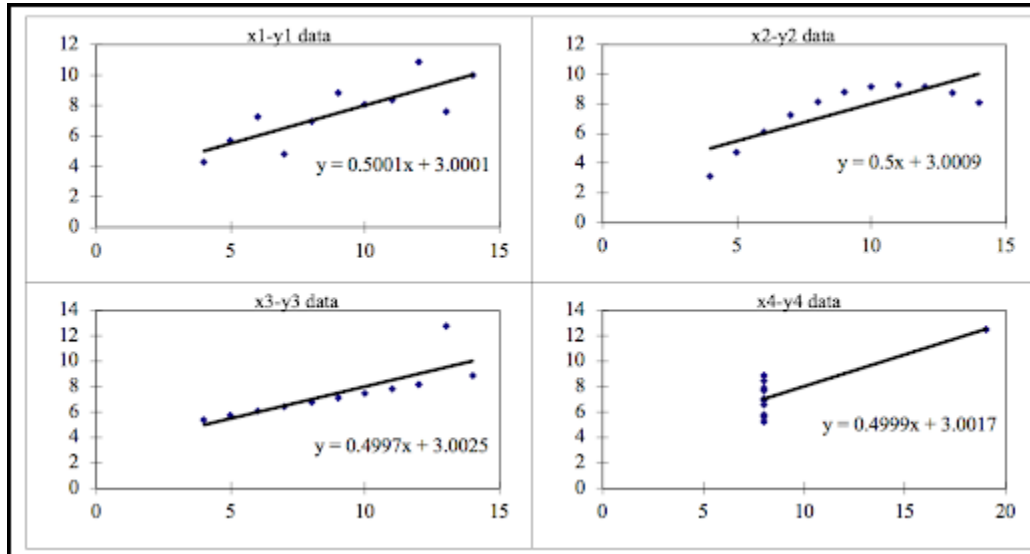 x1-y1 data
12
10
8
6
4
2
0
y = 0.5001x + 3.0001
0 5 10 15
x2-y2 data
12
10
8
6
4
2
0
y = 0.5x + 3.0009
0 5 10 15
x3-y3 data
14
12
10
8
6
4
2
0
y = 0.4997x + 3.0025
0 5 10 15
x4-y4 data
14
12
10
8
6
4
2
0
y = 0.4999x + 3.0017
0 5 10 15 20